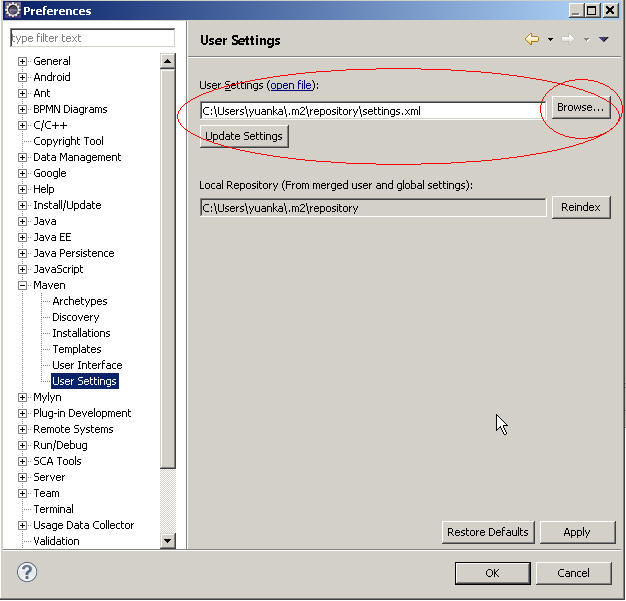 Preferences
type filter text
General
Android
Ant
BPMN Diagrams
C/C++
Copyright Tool
Data Management
Google
Help
Install/Update
Java
Java EE
Java Persistence
JavaScript
Maven
Archetypes
Discovery
Installations
Templates
User Interface
User Settings
Mylyn
Plug-in Development
Remote Systems
Run/Debug
SCA Tools
Server
Team
Terminal
Usage Data Collector
Validation
User Settings
User Settings (open file):
C:\Users\yuanka\.m2\repository\settings.xml
Browse...
Update Settings
Local Repository (From merged user and global settings):
C:\Users\yuanka\.m2\repository
Reindex
Restore Defaults
Apply
?
OK
Cancel